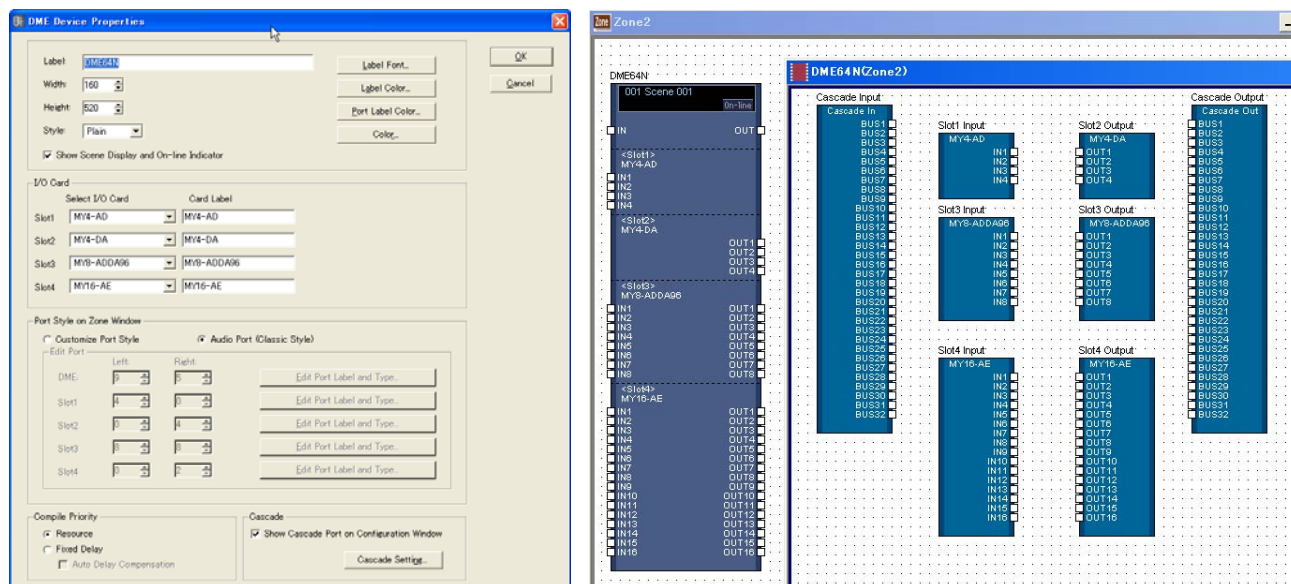 DME Device Properties
Label:
DME64N
Width:
160
Height:
520
Style:
Plain
Show Scene Display and On-line Indicator
Label Font...
Label Color...
Port Label Color...
Color...
OK
Cancel
I/O Card
Select I/O Card
Card Label
Slot1
MY4-AD
MY4-AD
Slot2
MY4-DA
MY4-DA
Slot3
MY8-ADDA96
MY8-ADDA96
Slot4
MY16-AE
MY16-AE
Port Style on Zone Window
Customize Port Style
Audio Port (Classic Style)
Edit Port
Left:
Right:
DME:
9
5
Edit Port Label and Type...
Slot1
4
0
Edit Port Label and Type...
Slot2
0
4
Edit Port Label and Type...
Slot3
8
8
Edit Port Label and Type...
Slot4
0
2
Edit Port Label and Type...
Compile Priority
Resource
Fixed Delay
Auto Delay Compensation
Cascade
Show Cascade Port on Configuration Window
Cascade Setting...
Zone
Zone2
DME64N
001 Scene 001
On-line
IN
OUT
<Slot1>
MY4-AD
IN1
IN2
IN3
IN4
<Slot2>
MY4-DA
OUT1
OUT2
OUT3
OUT4
<Slot3>
MY8-ADDA96
IN1 OUT1
IN2 OUT2
IN3 OUT3
IN4 OUT4
IN5 OUT5
IN6 OUT6
IN7 OUT7
IN8 OUT8
<Slot4>
MY16-AE
IN1 OUT1
IN2 OUT2
IN3 OUT3
IN4 OUT4
IN5 OUT5
IN6 OUT6
IN7 OUT7
IN8 OUT8
IN9 OUT9
IN10 OUT10
IN11 OUT11
IN12 OUT12
IN13 OUT13
IN14 OUT14
IN15 OUT15
IN16 OUT16
DME64N(Zone2)
Cascade Input
Cascade In
BUS1
BUS2
BUS3
BUS4
BUS5
BUS6
BUS7
BUS8
BUS9
BUS10
BUS11
BUS12
BUS13
BUS14
BUS15
BUS16
BUS17
BUS18
BUS19
BUS20
BUS21
BUS22
BUS23
BUS24
BUS25
BUS26
BUS27
BUS28
BUS29
BUS30
BUS31
BUS32
Slot1 Input
MY4-AD
IN1
IN2
IN3
IN4
Slot3 Input
MY8-ADDA96
IN1
IN2
IN3
IN4
IN5
IN6
IN7
IN8
Slot4 Input
MY16-AE
IN1
IN2
IN3
IN4
IN5
IN6
IN7
IN8
IN9
IN10
IN11
IN12
IN13
IN14
IN15
IN16
Slot2 Output
MY4-DA
OUT1
OUT2
OUT3
OUT4
Slot3 Output
MY8-ADDA96
OUT1
OUT2
OUT3
OUT4
OUT5
OUT6
OUT7
OUT8
Slot4 Output
MY16-AE
OUT1
OUT2
OUT3
OUT4
OUT5
OUT6
OUT7
OUT8
OUT9
OUT10
OUT11
OUT12
OUT13
OUT14
OUT15
OUT16
Cascade Output
Cascade Out
BUS1
BUS2
BUS3
BUS4
BUS5
BUS6
BUS7
BUS8
BUS9
BUS10
BUS11
BUS12
BUS13
BUS14
BUS15
BUS16
BUS17
BUS18
BUS19
BUS20
BUS21
BUS22
BUS23
BUS24
BUS25
BUS26
BUS27
BUS28
BUS29
BUS30
BUS31
BUS32